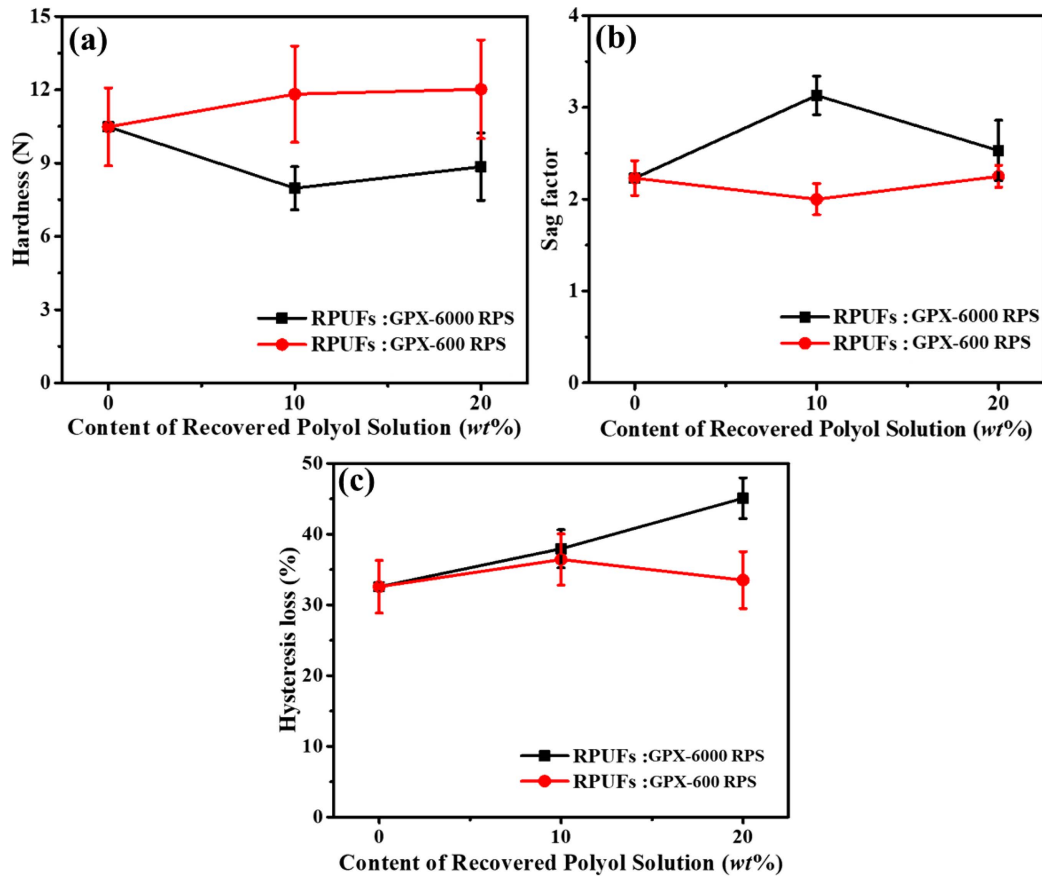 (a)
15
12
9
6
3
0
Hardness (N)
RPUFs : GPX-6000 RPS
RPUFs : GPX-600 RPS
0 10 20
Content of Recovered Polyol Solution (wt%)
(b)
4
3
2
1
0
Sag factor
RPUFs : GPX-6000 RPS
RPUFs : GPX-600 RPS
0 10 20
Content of Recovered Polyol Solution (wt%)
(c)
50
40
30
20
10
0
Hysteresis loss (%)
RPUFs : GPX-6000 RPS
RPUFs : GPX-600 RPS
0 10 20
Content of Recovered Polyol Solution (wt%)